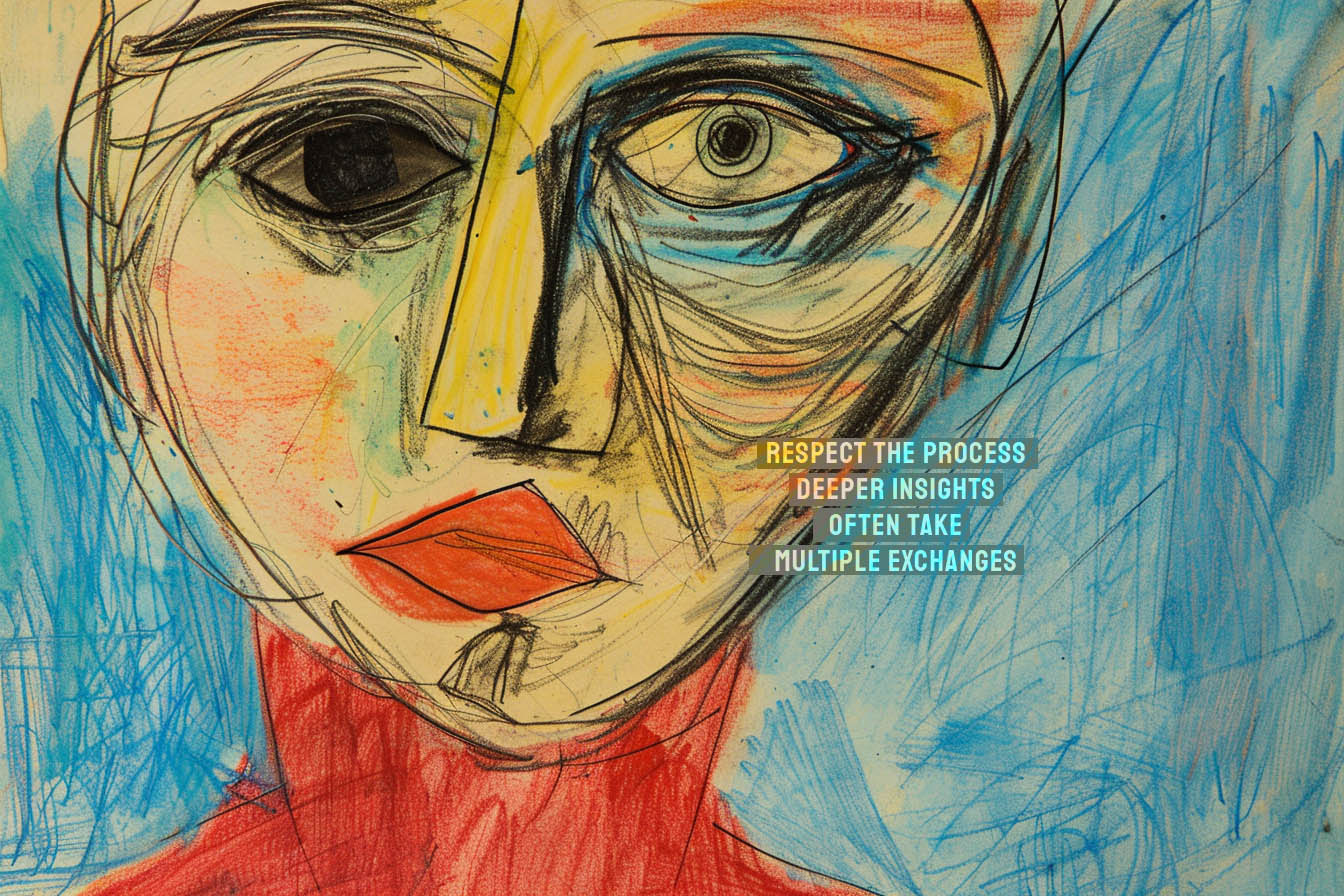 RESPECT THE PROCESS
DEEPER INSIGHTS
OFTEN TAKE
MULTIPLE EXCHANGES